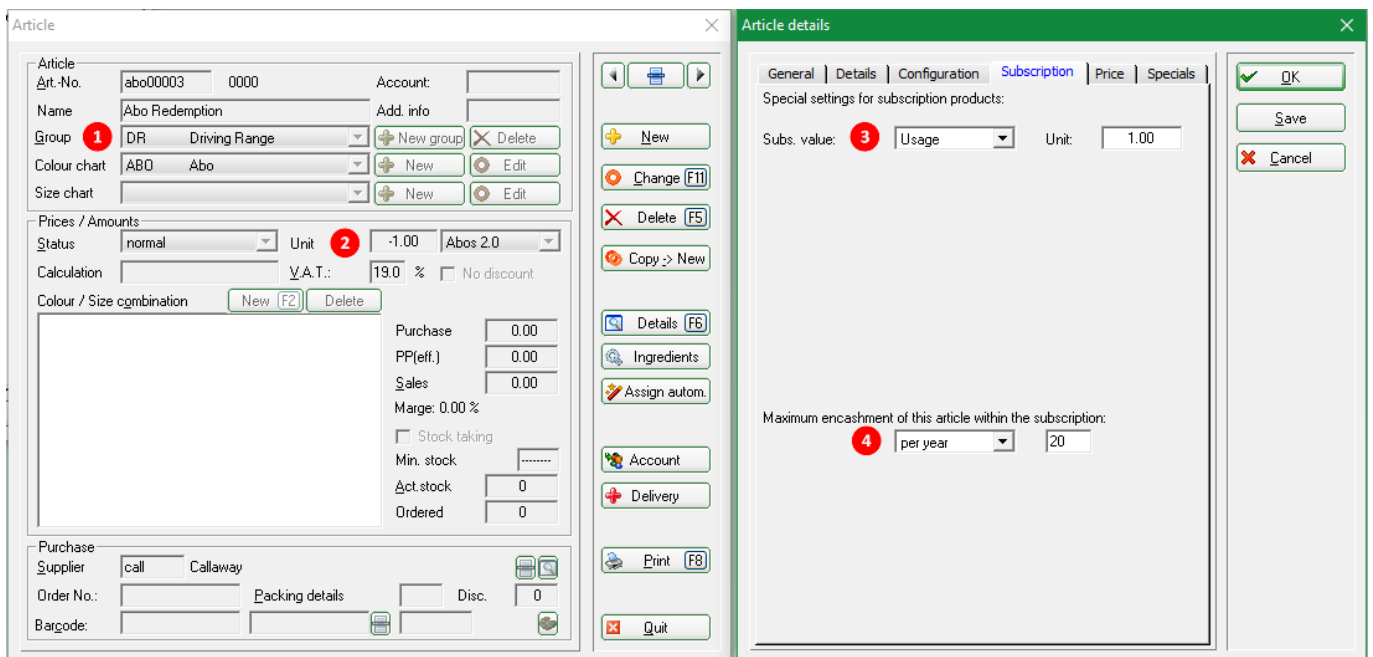 Article
Article
Art.-No. abo00003 0000 Account:
Name Abo Redemption Add. info
Group 1 DR Driving Range New group Delete
Colour chart ABO Abo New Edit
Size chart New Edit
Prices / Amounts
Status normal Unit 2 -1.00 Abos 2.0
Calculation V.A.T.: 19.0 % No discount
Colour / Size combination New F2 Delete
Purchase 0.00
PP(eff.) 0.00
Sales 0.00
Marge: 0.00 %
Stock taking
Min. stock --------
Act.stock 0
Ordered 0
Purchase
Supplier call Callaway
Order No.: Packing details Disc. 0
Barcode:
New
Change F11
Delete F5
Copy -> New
Details F6
Ingredients
Assign autom.
Account
Delivery
Print F8
Quit
Article details
General Details Configuration Subscription Price Specials
Special settings for subscription products:
Subs. value: 3 Usage Unit: 1.00
Maximum encashment of this article within the subscription:
4 per year 20
OK
Save
Cancel